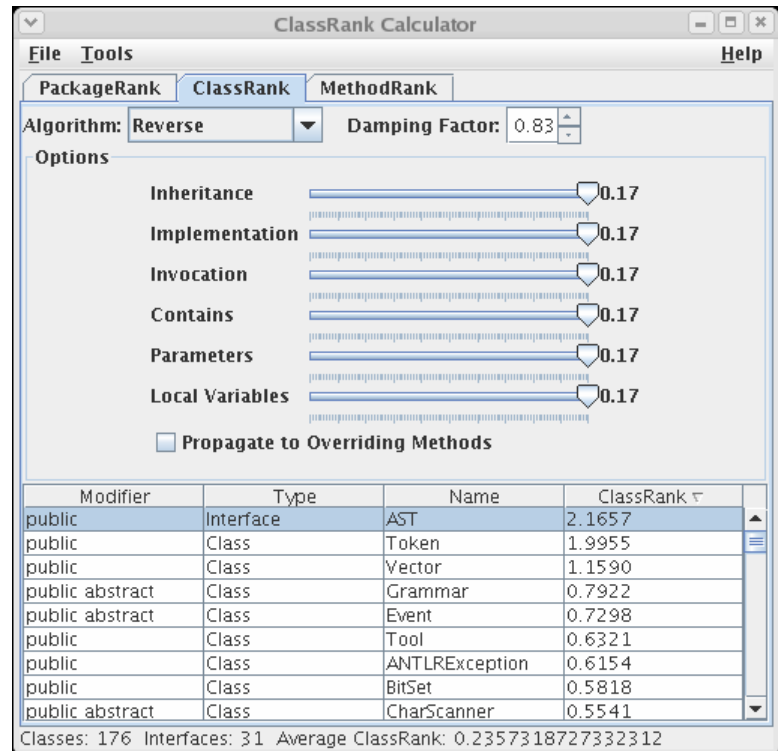 ClassRank Calculator
File Tools Help
PackageRank ClassRank MethodRank
Algorithm: Reverse Damping Factor: 0.83
Options
Inheritance 0.17
Implementation 0.17
Invocation 0.17
Contains 0.17
Parameters 0.17
Local Variables 0.17
Propagate to Overriding Methods
Modifier Type Name ClassRank
public Interface AST 2.1657
public Class Token 1.9955
public Class Vector 1.1590
public abstract Class Grammar 0.7922
public abstract Class Event 0.7298
public Class Tool 0.6321
public Class ANTLRException 0.6154
public Class BitSet 0.5818
public abstract Class CharScanner 0.5541
Classes: 176 Interfaces: 31 Average ClassRank: 0.2357318727332312